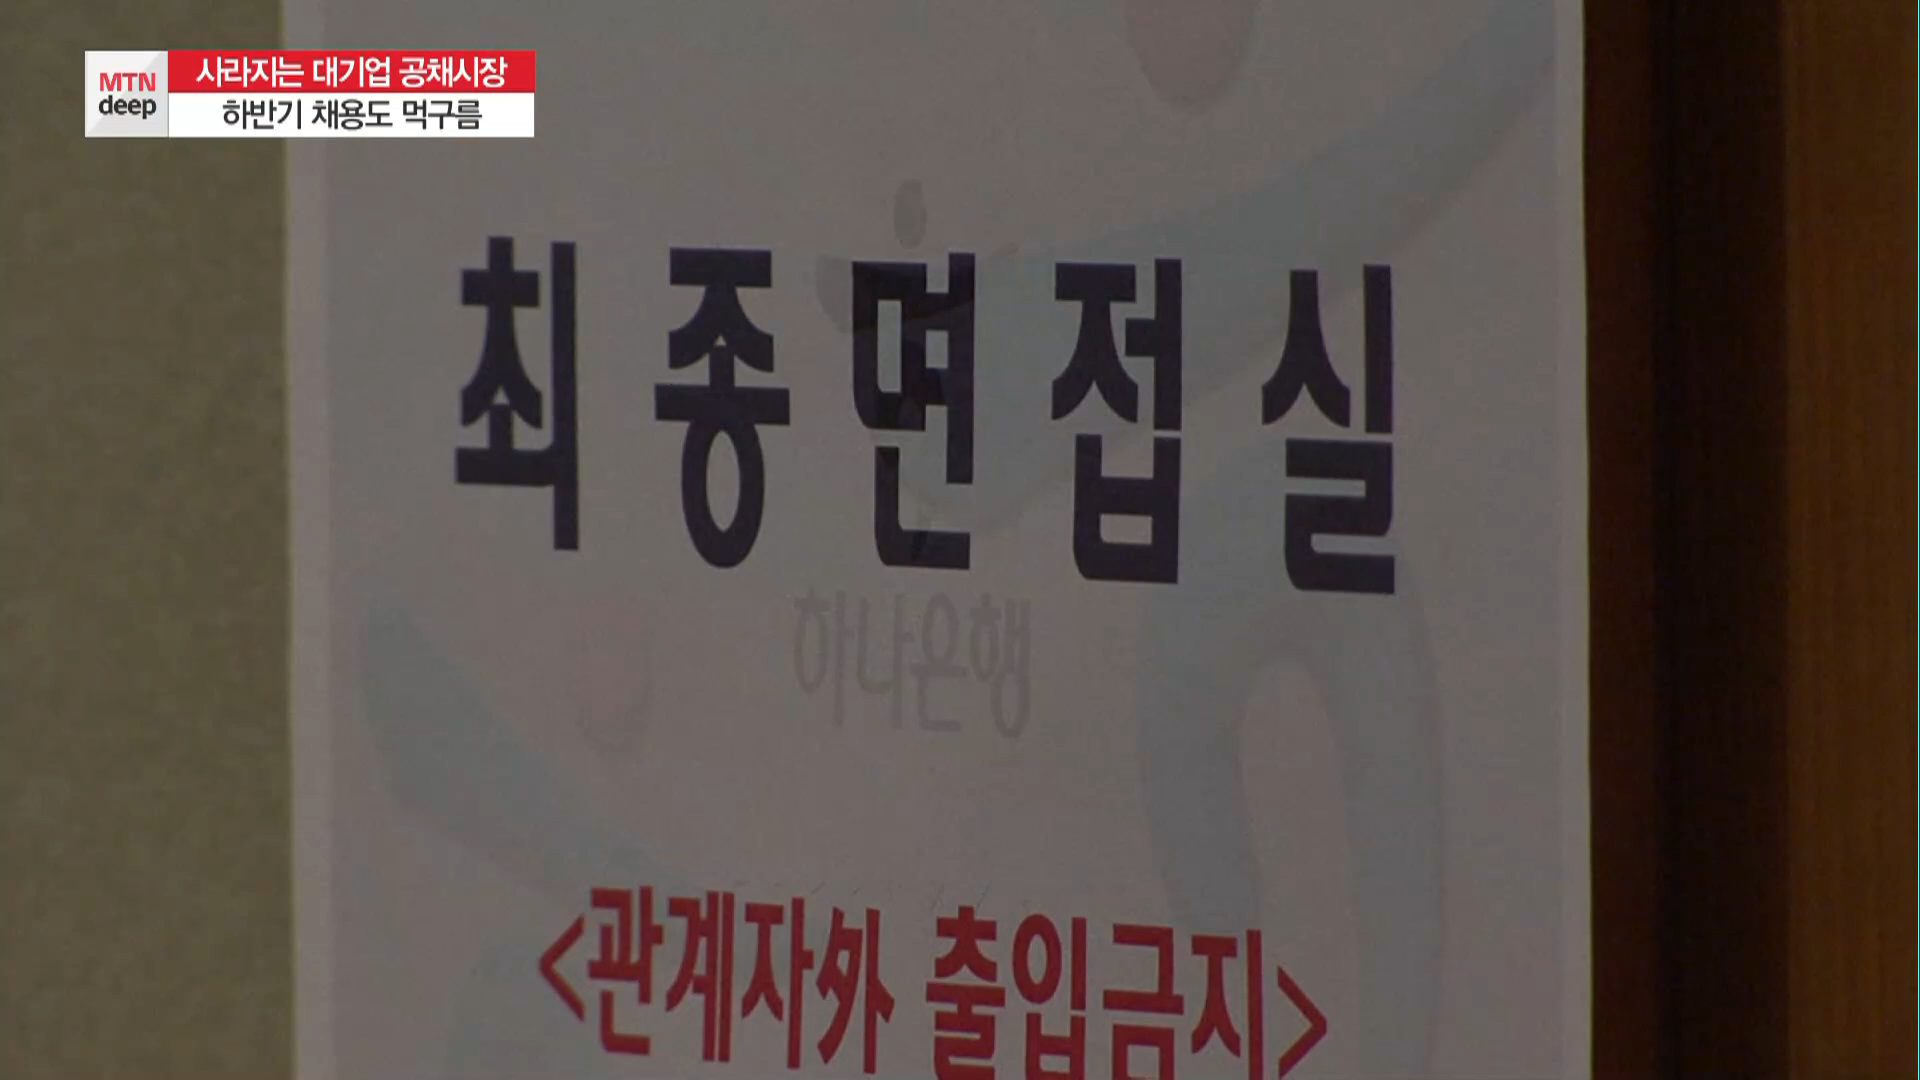 MTN
deep
사라지는 대기업 공채시장
하반기 채용도 먹구름
최종면접실
하나은행
<관계자外 출입금지>